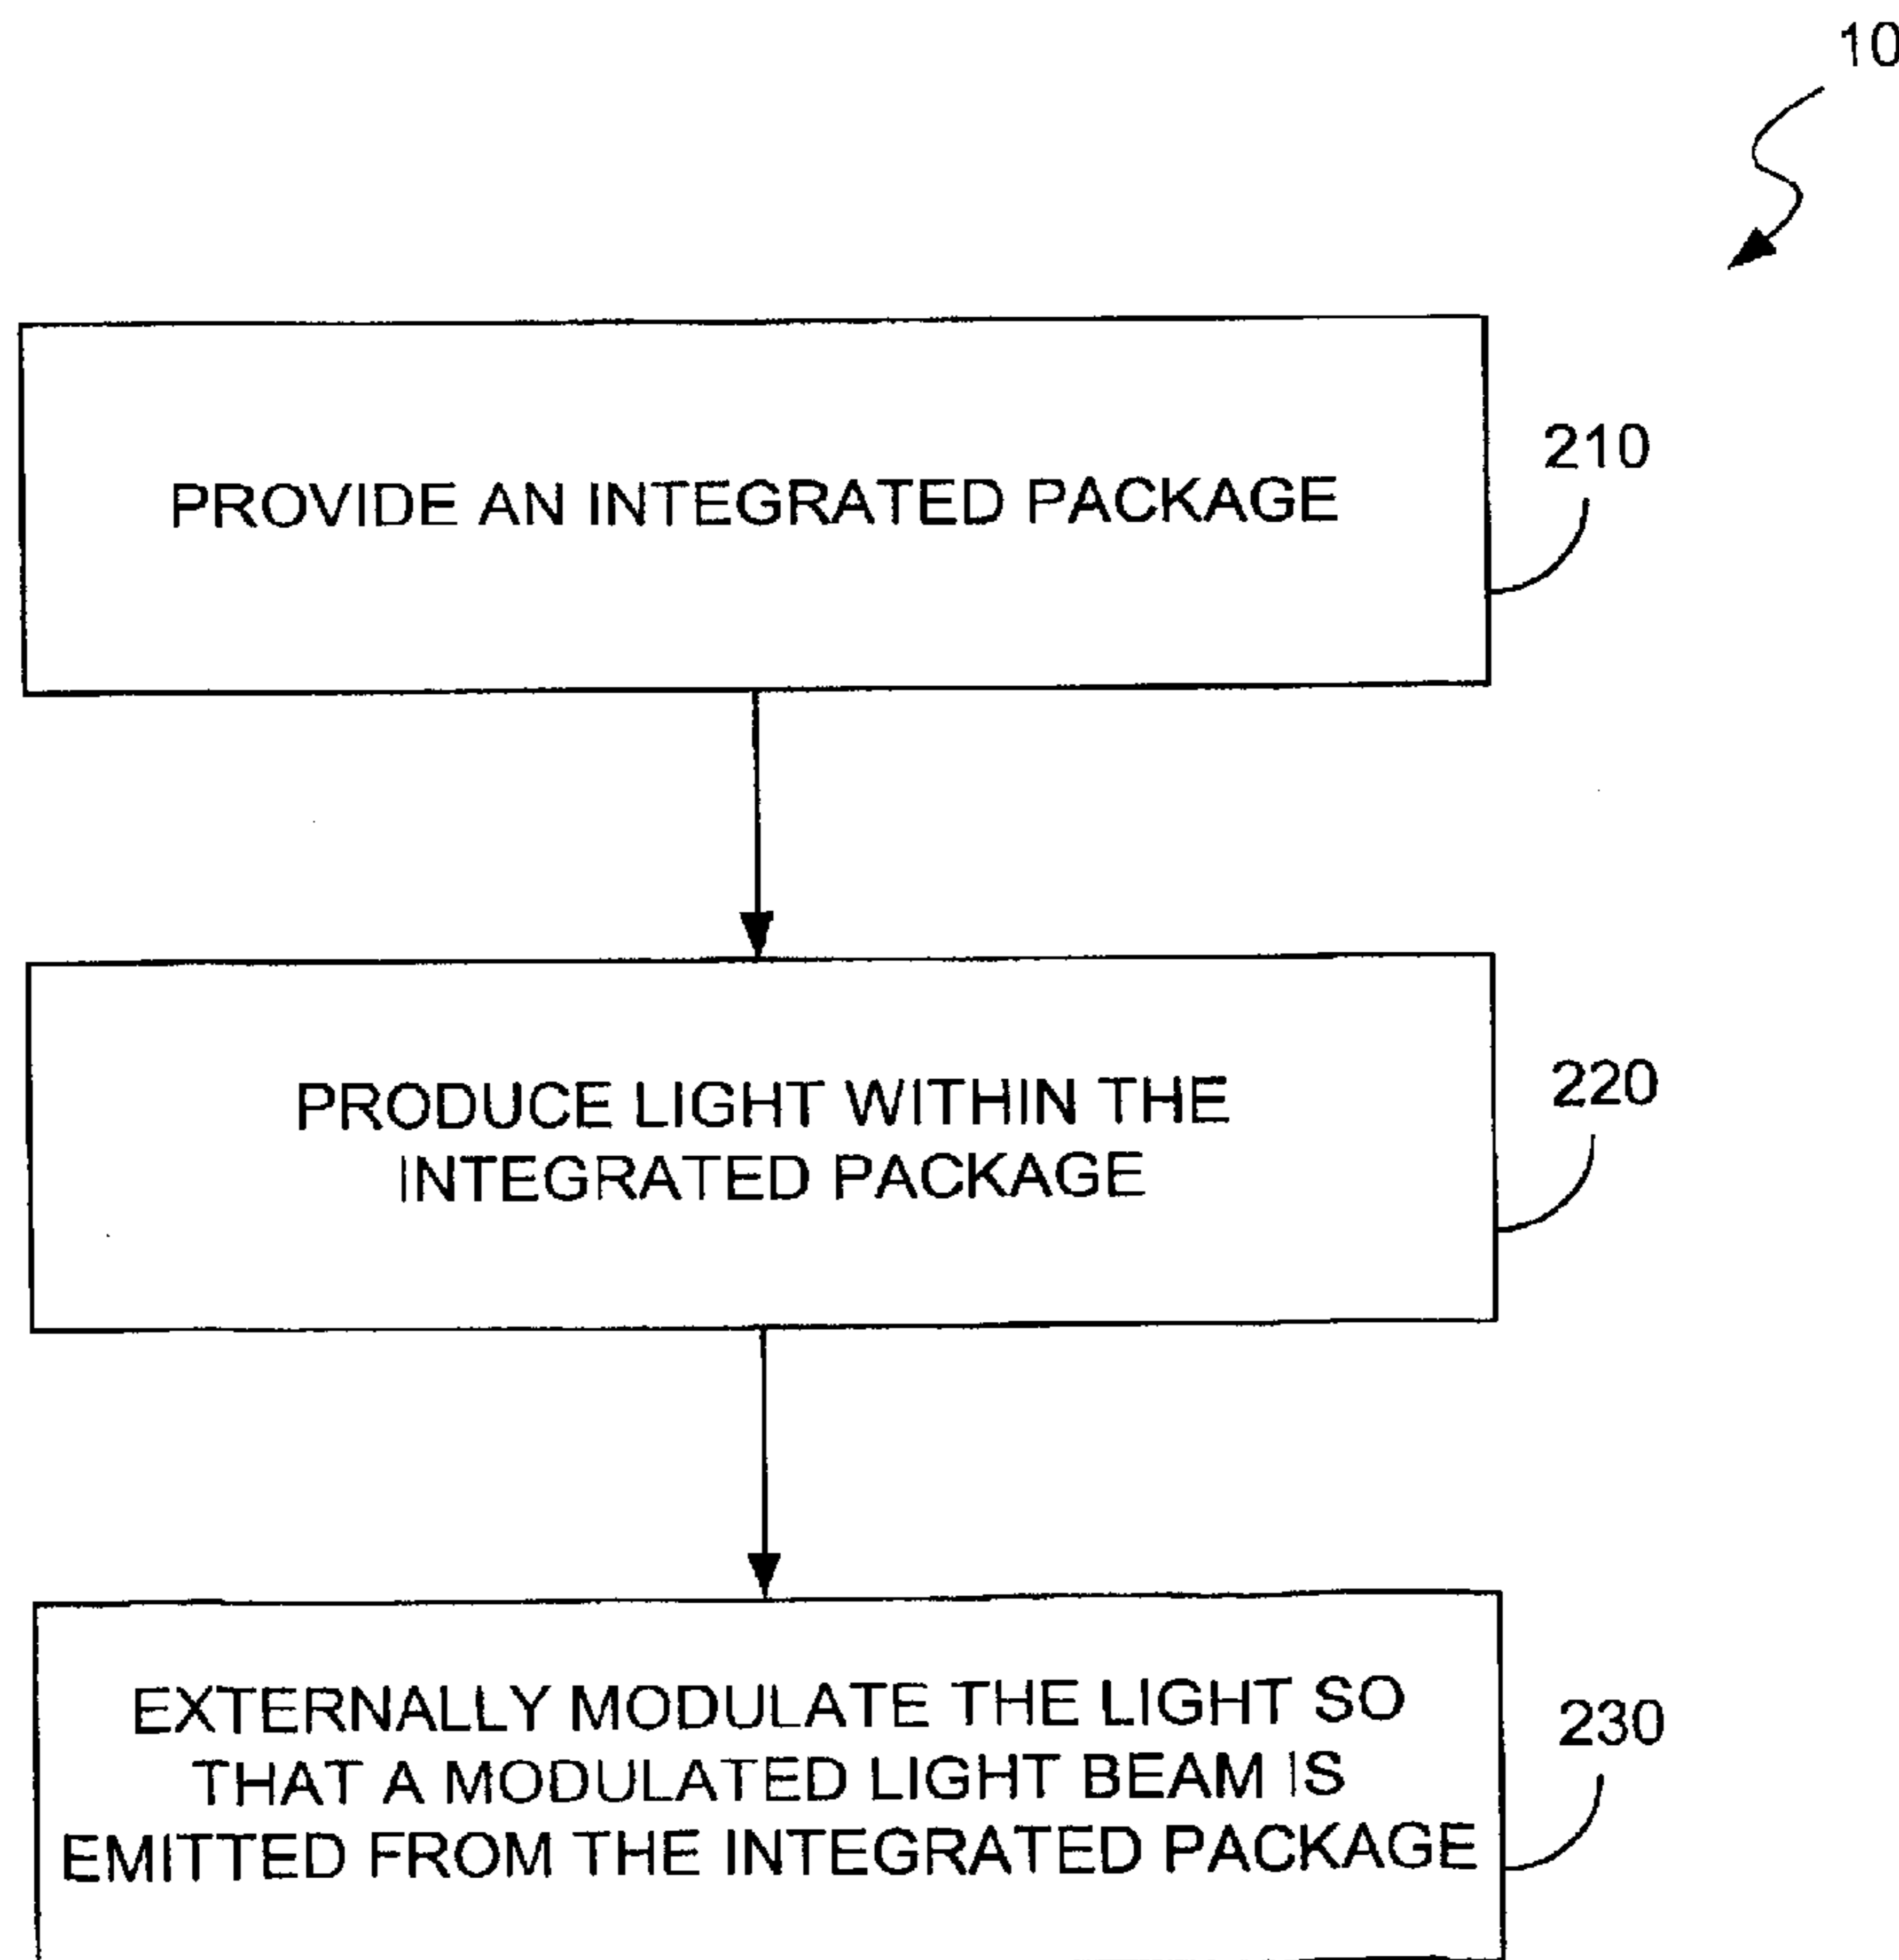 10
PROVIDE AN INTEGRATED PACKAGE
210
PRODUCE LIGHT WITHIN THE
INTEGRATED PACKAGE
220
EXTERNALLY MODULATE THE LIGHT SO
THAT A MODULATED LIGHT BEAM IS
EMITTED FROM THE INTEGRATED PACKAGE
230